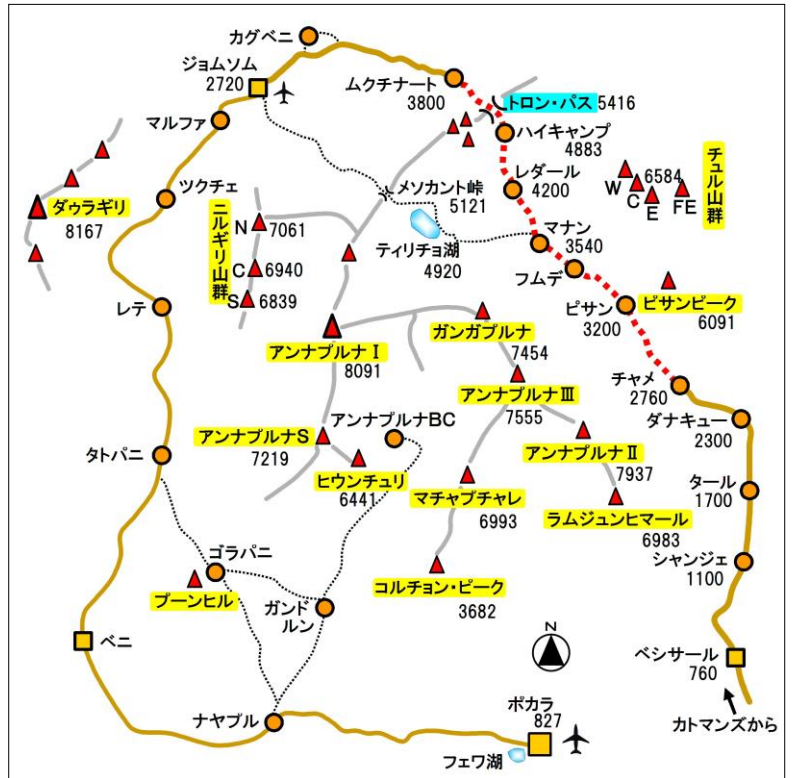 カグベニ
ジョムソム
2720
ムクチナート
3800
トロン・パス 5416
マルファ
ハイキャンプ
4883
チュル山群
W
C
E
FE
6584
レダール
4200
ツクチェ
メソカント峠
5121
ダゥラギリ
8167
ニルギリ山群
N
7061
C
6940
S
6839
ティリチョ湖
4920
マナン
3540
フムデ
ピサン
3200
ピサンピーク
6091
レテ
アンナプルナⅠ
8091
ガンガプルナ
7454
アンナプルナⅢ
7555
チャメ
2760
ダナキュー
2300
アンナプルナS
7219
アンナプルナBC
アンナプルナⅡ
7937
タトパニ
ヒウンチュリ
6441
マチャプチャレ
6993
ラムジュンヒマール
6983
タール
1700
シャンジェ
1100
ゴラパニ
プーンヒル
ガンド
ルン
コルチョン・ピーク
3682
ベニ
N
ベシサール
760
カトマンズから
ナヤプル
ポカラ
827
フェワ湖